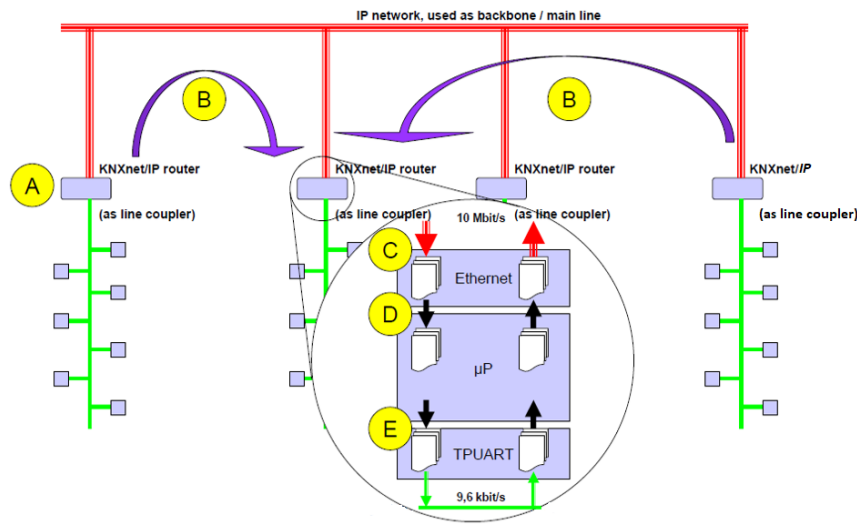 IP network, used as backbone / main line
B
B
KNXnet/IP router
KNXnet/IP router
KNXnet/IP router
KNXnet/IP
A
(as line coupler)
(as line coupler)
10 Mbit/s
(as line coupler)
(as line coupler)
C
Ethernet
D
µP
E
TPUART
9,6 kbit/s